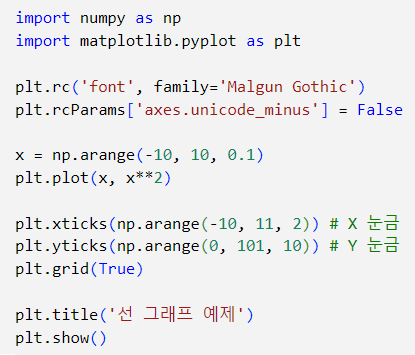 import numpy as np
import matplotlib.pyplot as plt
plt.rc('font', family='Malgun Gothic')
plt.rcParams['axes.unicode_minus'] = False
x = np.arange(-10, 10, 0.1)
plt.plot(x, x**2)
plt.xticks(np.arange(-10, 11, 2)) # X 눈금
plt.yticks(np.arange(0, 101, 10)) # Y 눈금
plt.grid(True)
plt.title('선 그래프 예제')
plt.show()